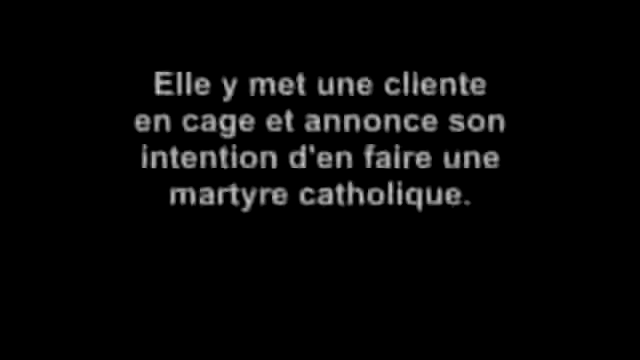 Elle y met une cliente
en cage et annonce son
intention d'en faire une
martyre catholique.